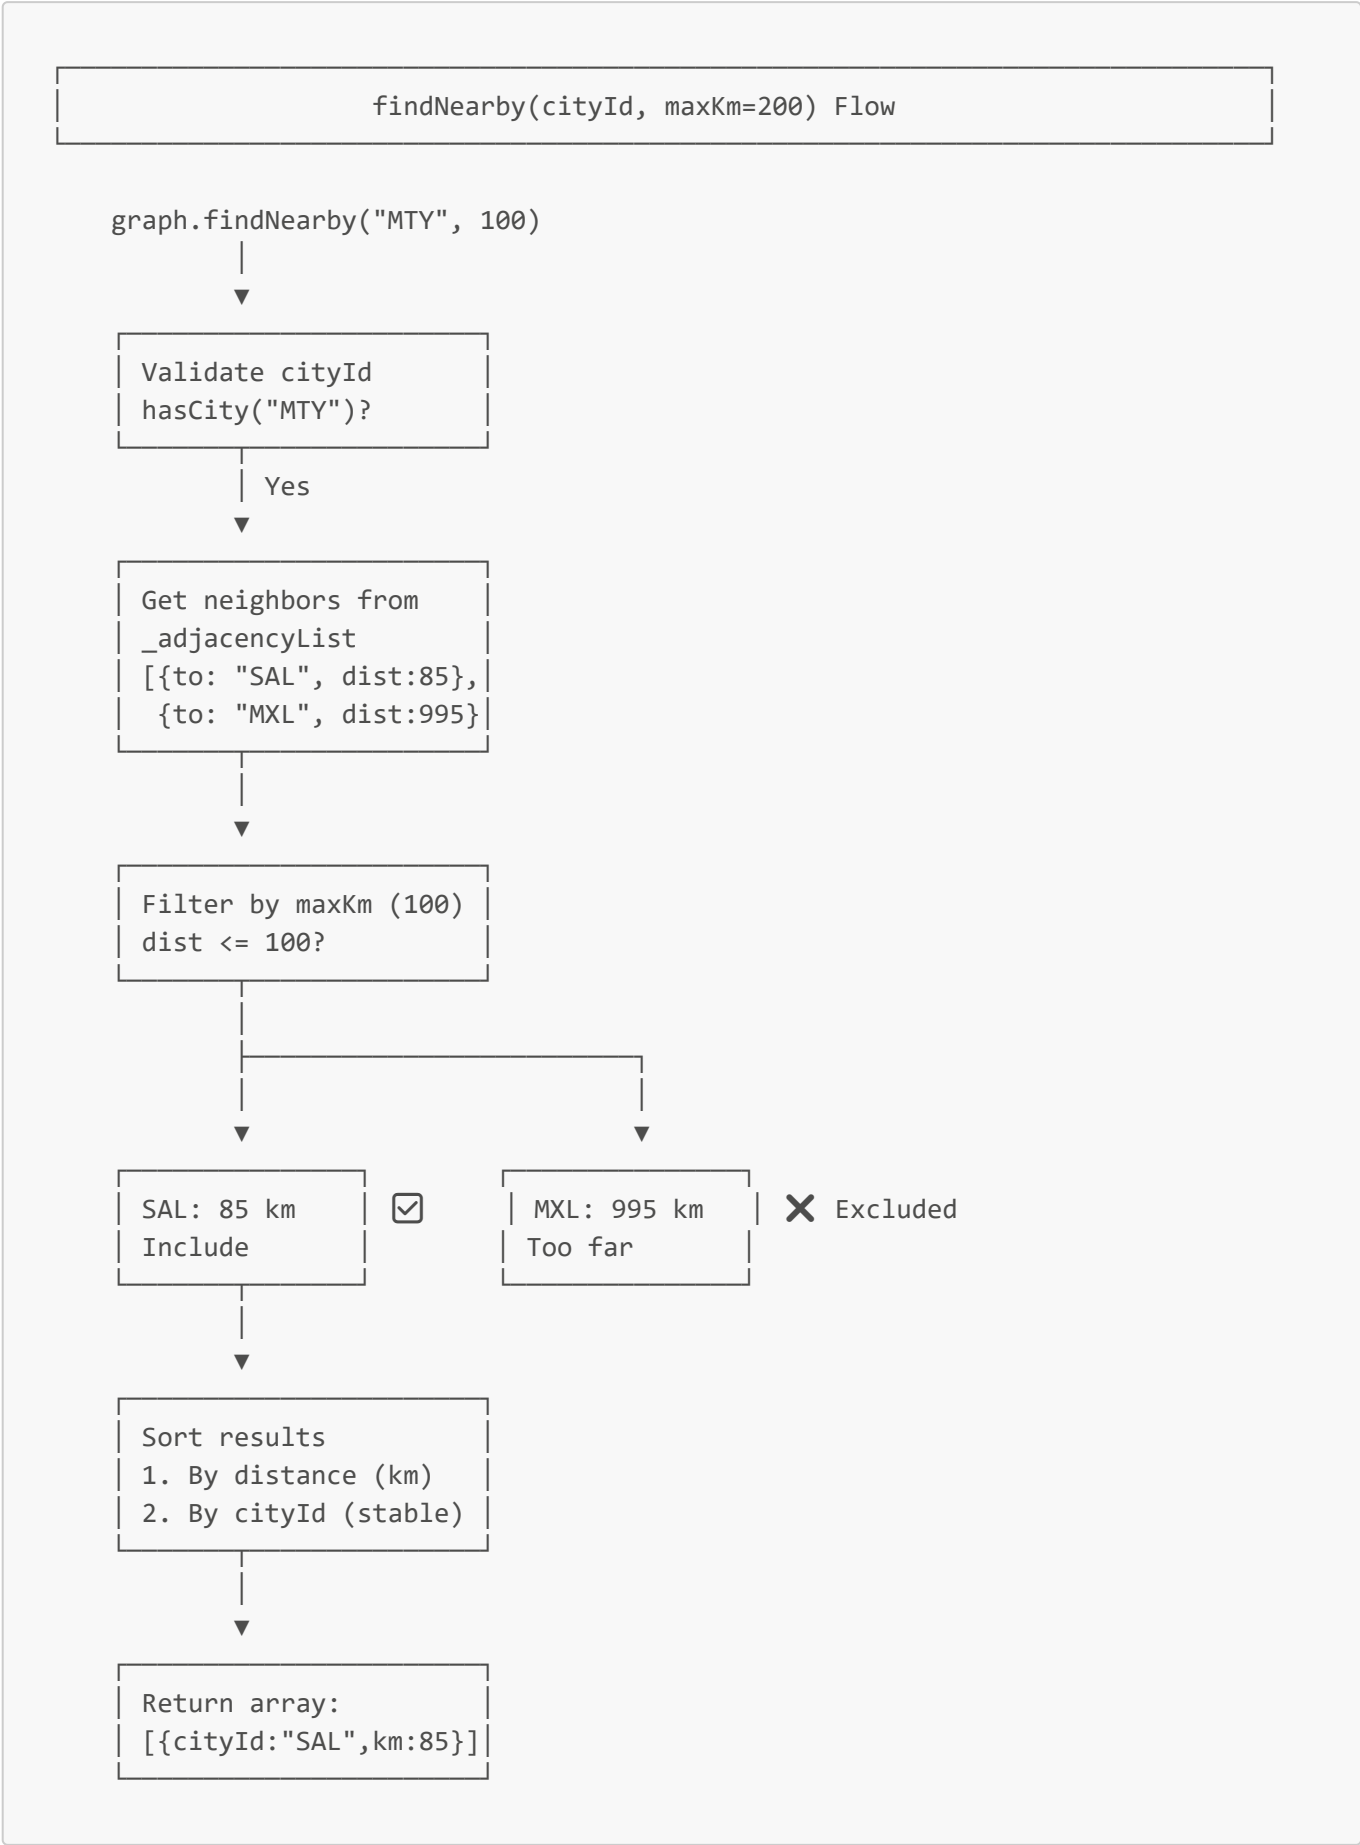 findNearby(cityId, maxKm=200) Flow
graph.findNearby("MTY", 100)
Validate cityId
hasCity("MTY")?
Yes
Get neighbors from
_adjacencyList
[{to: "SAL", dist:85},
{to: "MXL", dist:995}
Filter by maxKm (100)
dist <= 100?
SAL: 85 km
Include
MXL: 995 km
Too far
Excluded
Sort results
1. By distance (km)
2. By cityId (stable)
Return array:
[{cityId:"SAL",km:85}]